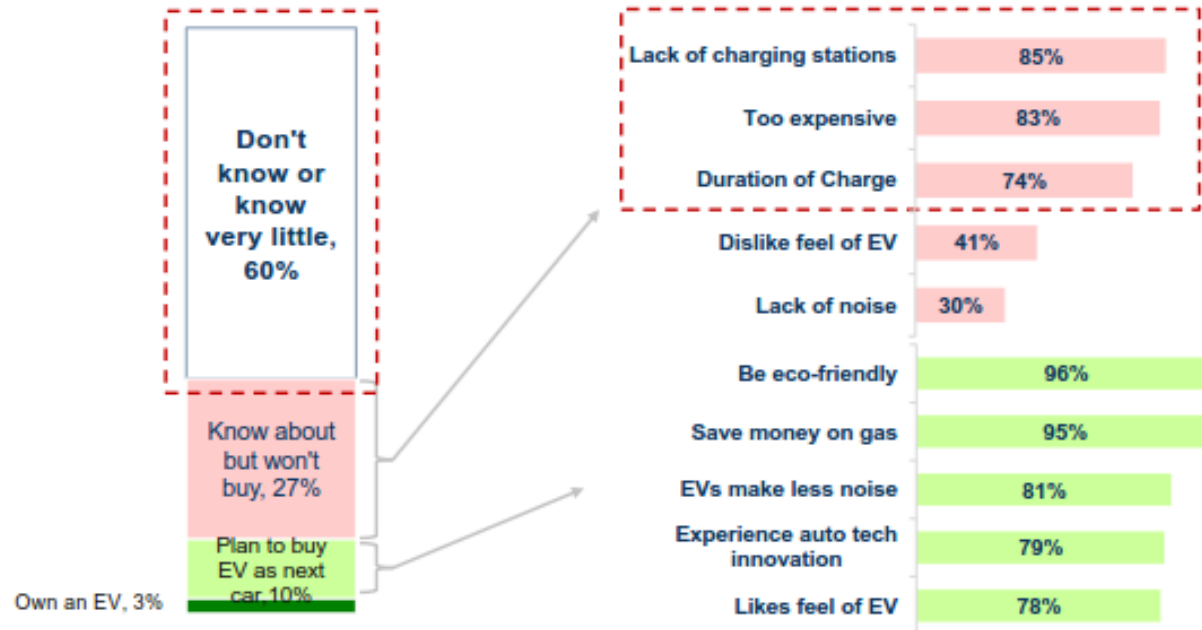 Don't
know or
know
very little,
60%
Know about
but won't
buy, 27%
Plan to buy
EV as next
car,10%
Own an EV, 3%
Lack of charging stations
85%
Too expensive
83%
Duration of Charge
74%
Dislike feel of EV
41%
Lack of noise
30%
Be eco-friendly
96%
Save money on gas
95%
EVs make less noise
81%
Experience auto tech
innovation
79%
Likes feel of EV
78%